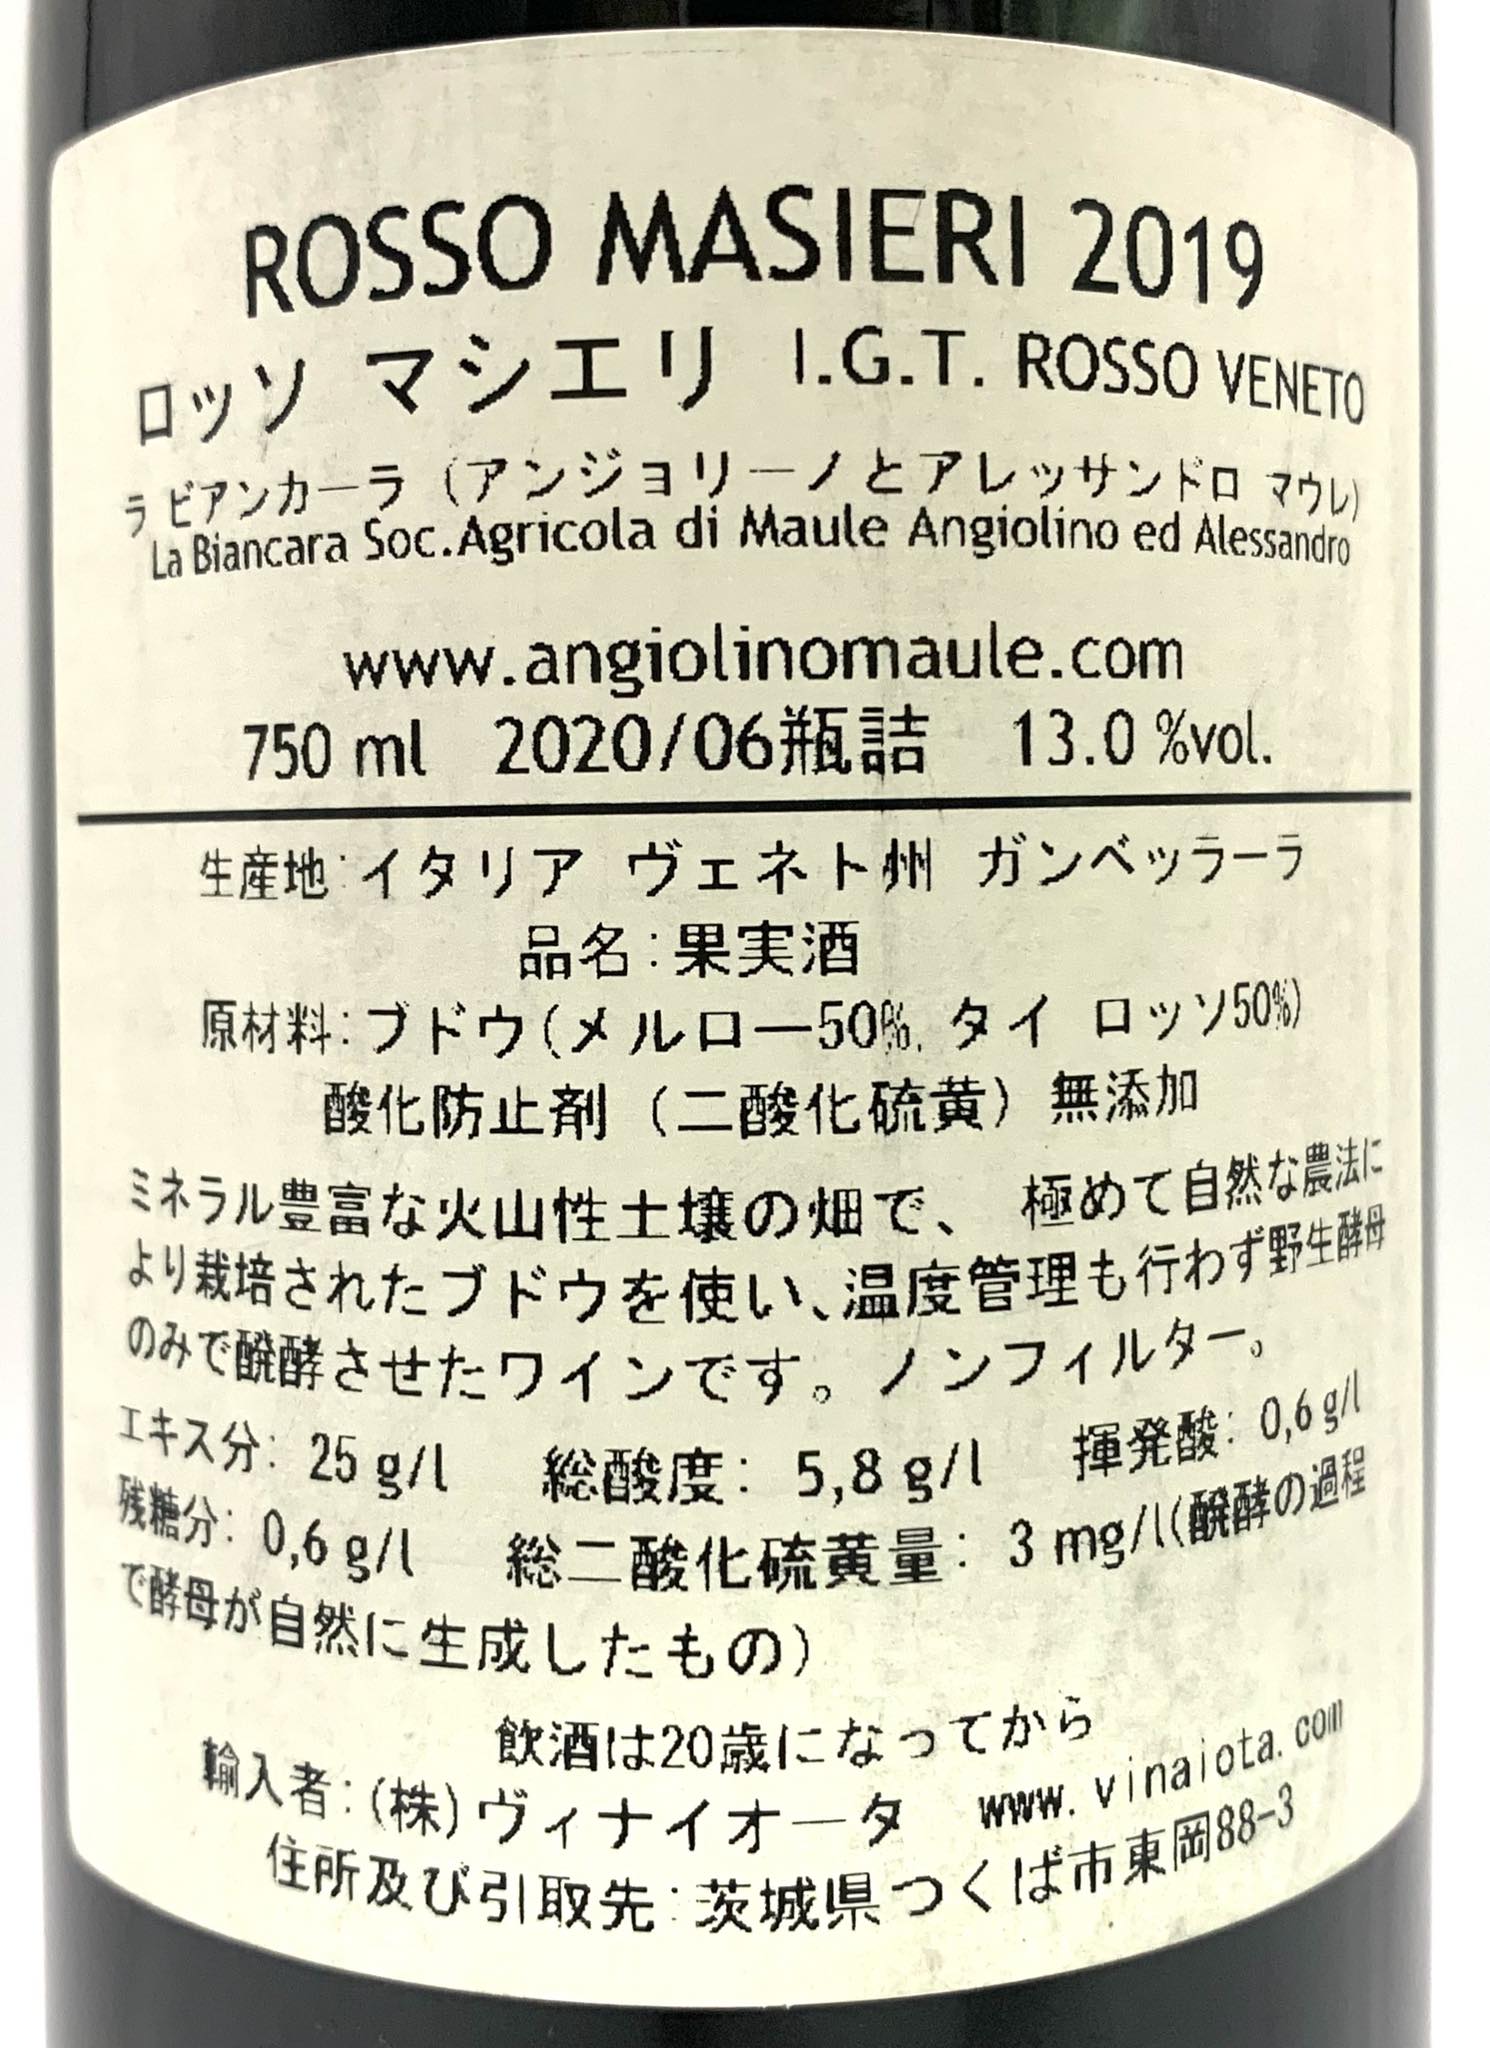 ROSSO MASIERI 2019
ロッソ マシエリ I.G.T. ROSSO VENETO
ラ ビアンカーラ (アンジョリーノとアレッサンドロ マウレ)
La Biancara Soc.Agricola di Maule Angiolino ed Alessandro
www.angiolinomaule.com
750 ml 2020/06瓶詰 13.0 %vol.
生産地:イタリア ヴェネト州 ガンベッラーラ
品名:果実酒
原材料:ブドウ(メルロー50%, タイ ロッソ50%)
酸化防止剤(二酸化硫黄)無添加
ミネラル豊富な火山性土壌の畑で、 極めて自然な農法に
より栽培されたブドウを使い、温度管理も行わず野生酵母
のみで醗酵させたワインです。ノンフィルター。
エキス分: 25 g/l 総酸度: 5,8 g/l 揮発酸: 0,6 g/l
残糖分: 0,6 g/l 総二酸化硫黄量: 3 mg/l(醗酵の過程
で酵母が自然に生成したもの)
飲酒は20歳になってから
輸入者:(株)ヴィナイオータ www.vinaiota.com
住所及び引取先:茨城県つくば市東岡88-3